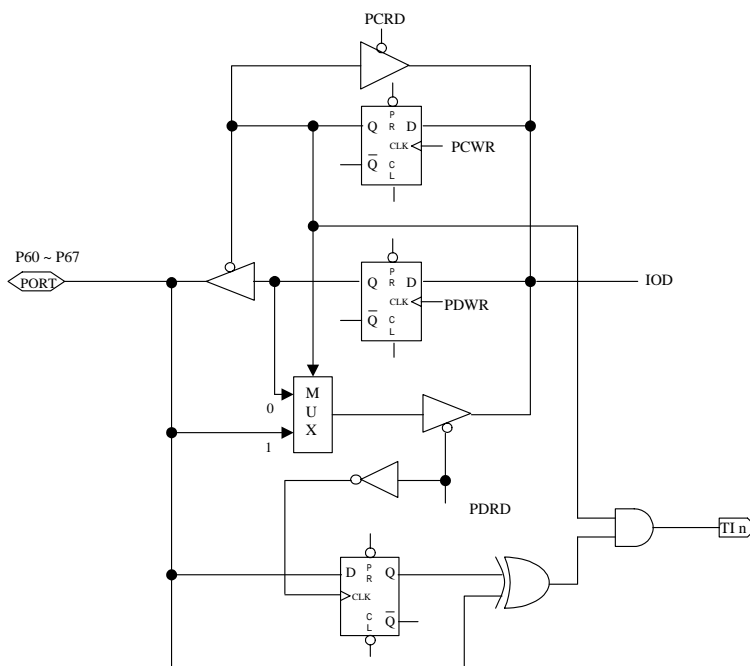 PCRD
P
R
Q D
CLK
PCWR
Q
C
L
P60 ~ P67
PORT
P
R
Q D
IOD
CLK
PDWR
Q
C
L
M
U
X
0
1
PDRD
TI n
P
R
D Q
CLK
C
L
Q